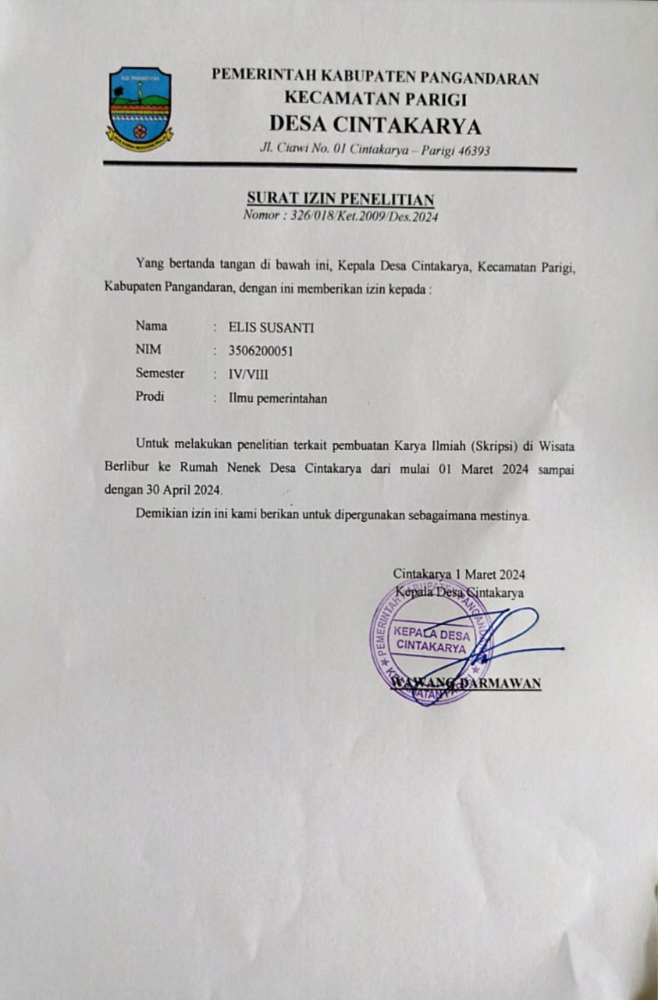 PEMERINTAH KABUPATEN PANGANDARAN
KECAMATAN PARIGI
DESA CINTAKARYA
Jl. Ciawi No. 01 Cintakarya – Parigi 46393
SURAT IZIN PENELITIAN
Nomor : 326/018/Ket.2009/Des.2024
Yang bertanda tangan di bawah ini, Kepala Desa Cintakarya, Kecamatan Parigi,
Kabupaten Pangandaran, dengan ini memberikan izin kepada :
Nama : ELIS SUSANTI
NIM : 3506200051
Semester : IV/VIII
Prodi : Ilmu pemerintahan
Untuk melakukan penelitian terkait pembuatan Karya Ilmiah (Skripsi) di Wisata
Berlibur ke Rumah Nenek Desa Cintakarya dari mulai 01 Maret 2024 sampai
dengan 30 April 2024.
Demikian izin ini kami berikan untuk dipergunakan sebagaimana mestinya.
Cintakarya 1 Maret 2024
Kepala Desa Cintakarya
PEMERINTAH KABUPATEN PANGANDARAN
KEPALA DESA
CINTAKARYA
KECAMATAN PARIGI
WAWANG DARMAWAN